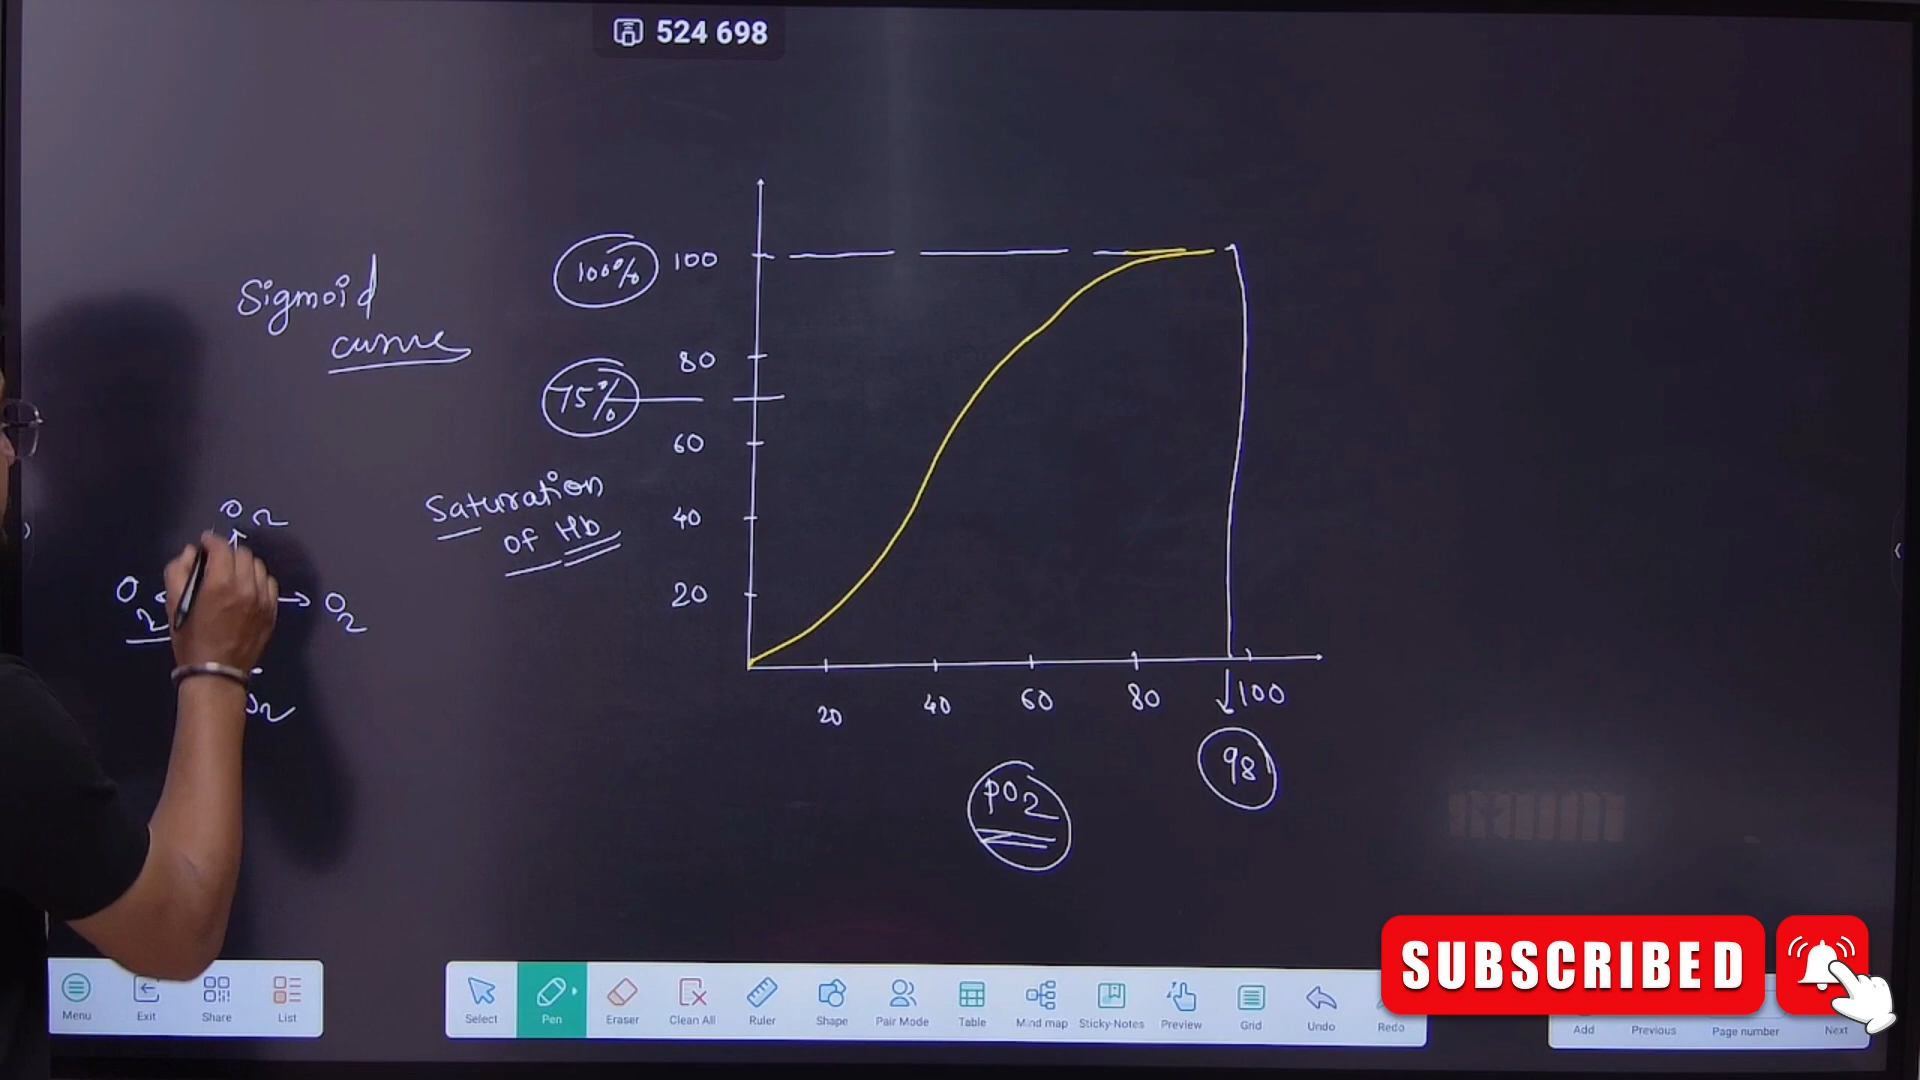 524 698
Sigmoid
curve
100% 100
80
75%
60
Saturation
of Hb
40
20
O2
O2
O2
O2
20 40 60 80 100
98
PO2
SUBSCRIBED
Menu Exit Share List
Select Pen Eraser Clean All Ruler Shape Pair Mode Table Mind map Sticky-Notes Preview Grid Undo Redo
Add Previous Page number Next